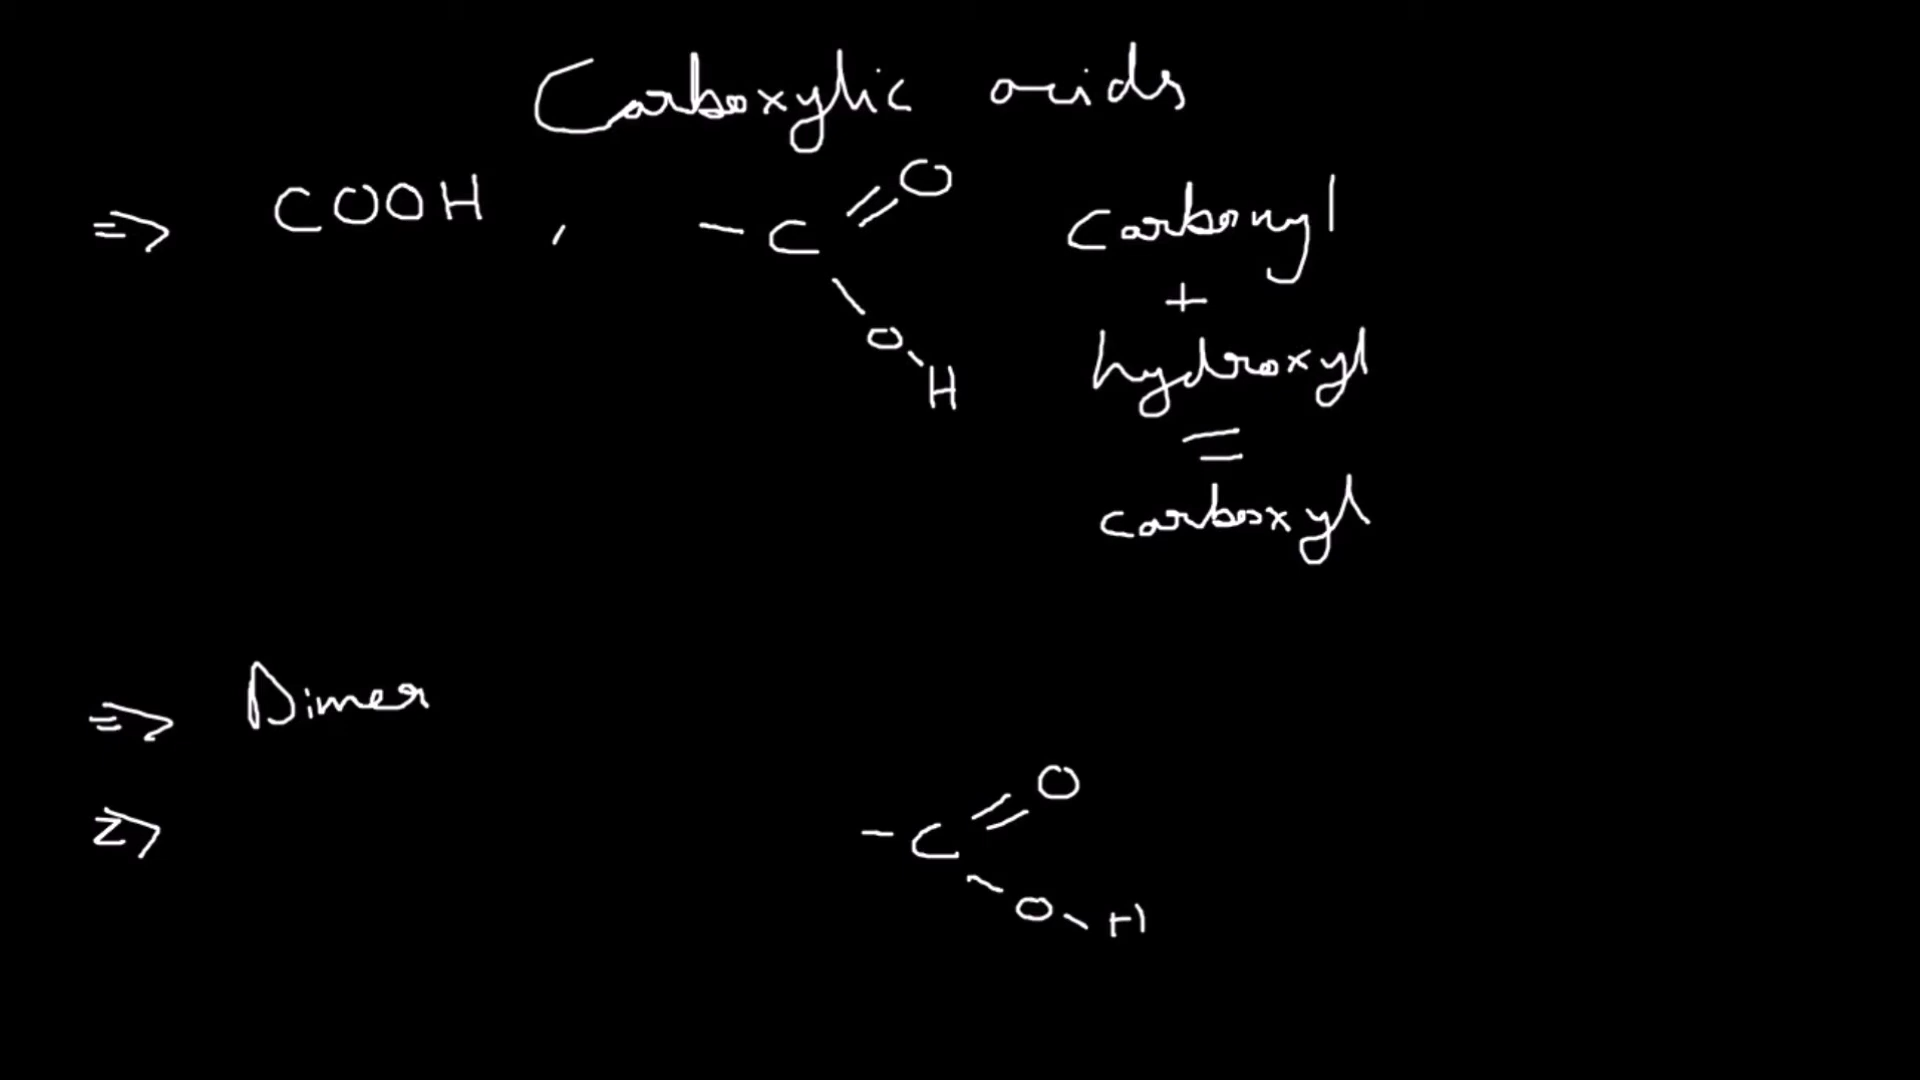 Carboxylic acids
=> COOH , -C=O carbonyl
+
O-H hydroxyl
=
carboxyl
=> Dimer
=> -C=O
O-H